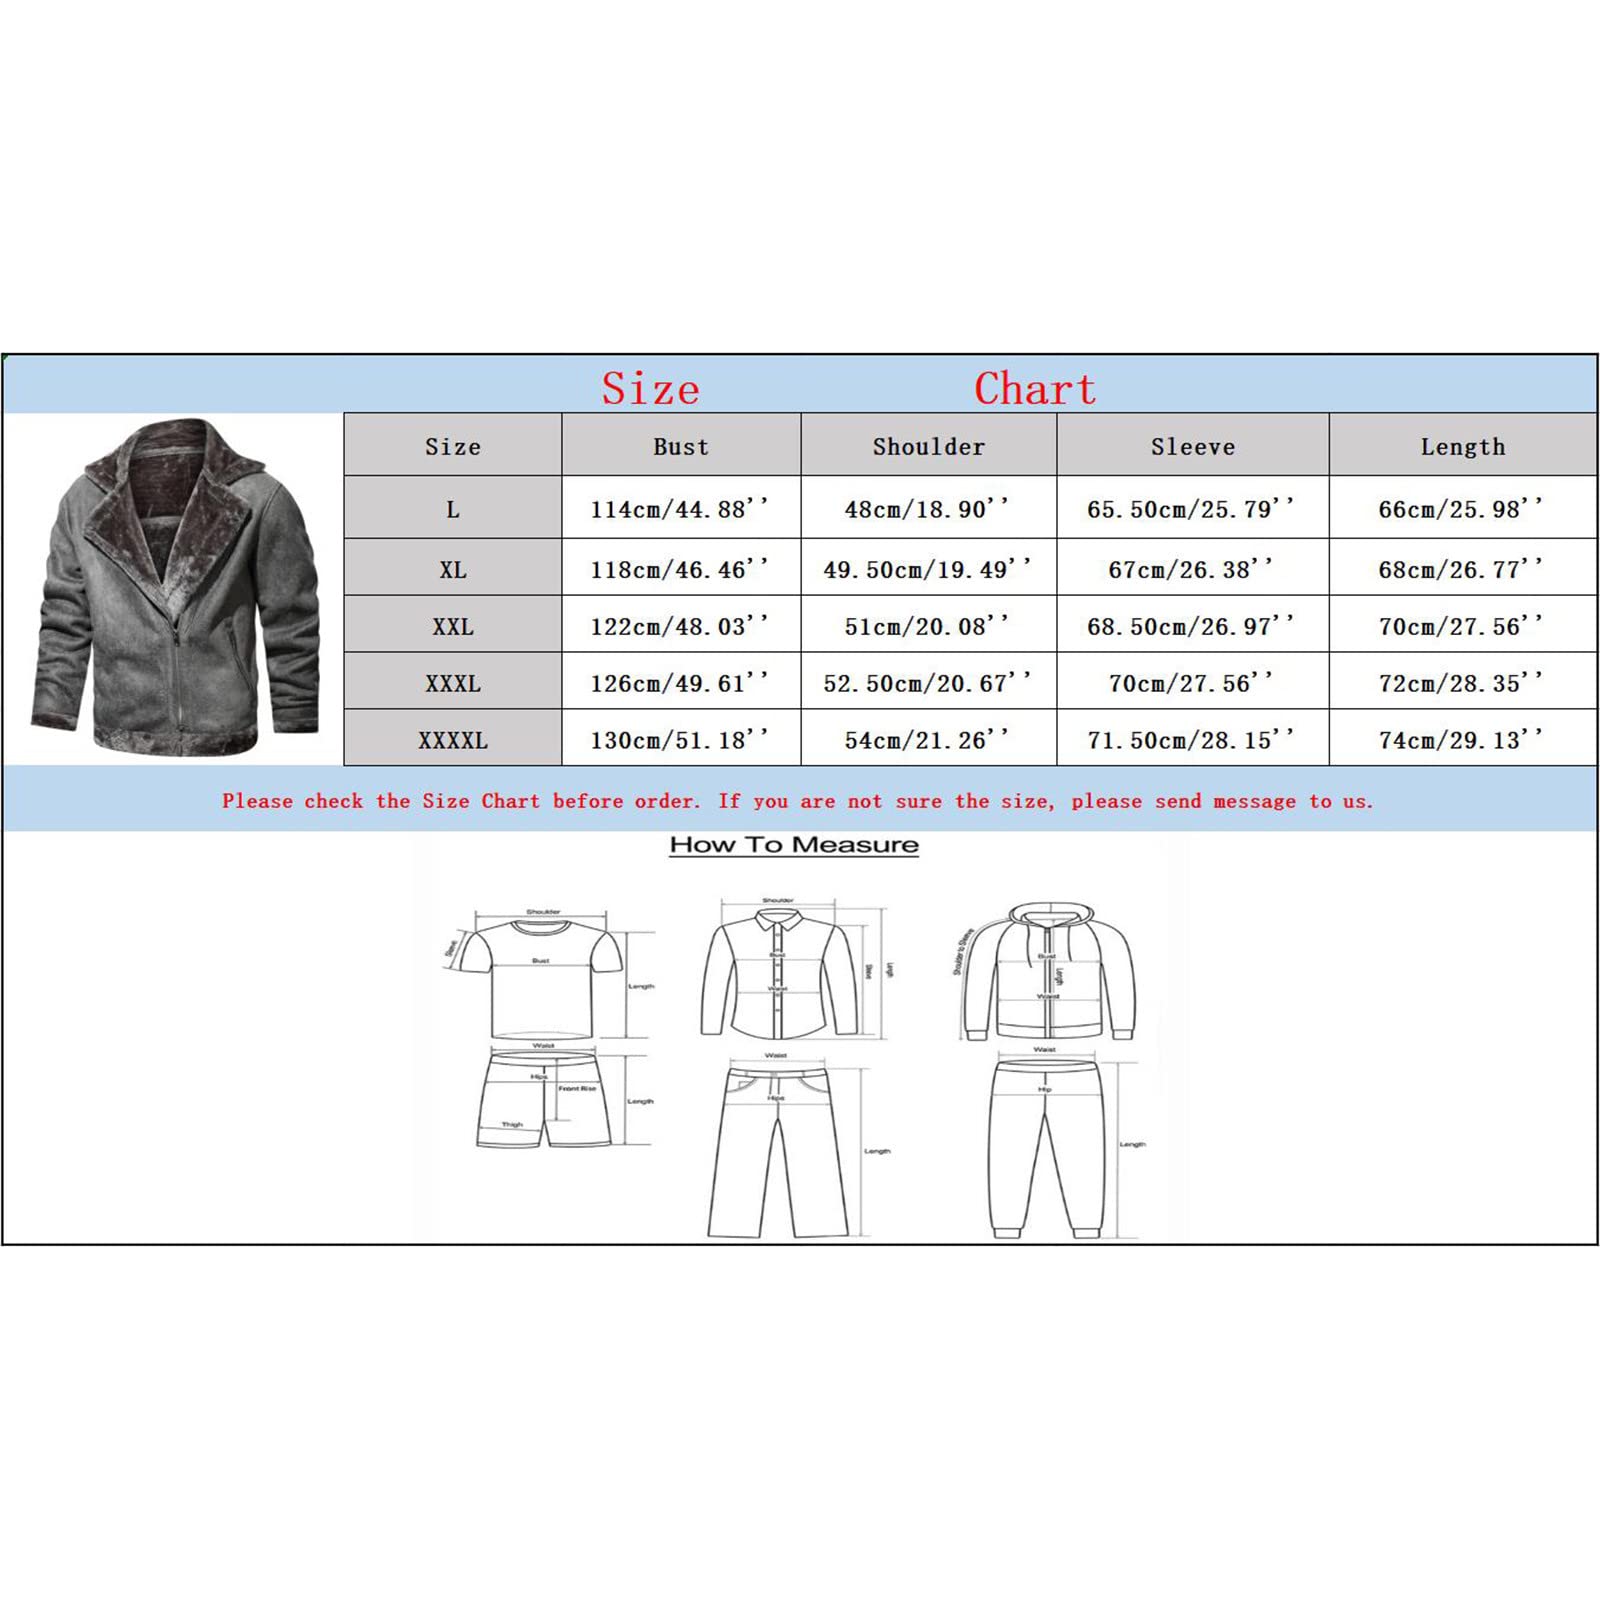 Size Chart
Size Bust Shoulder Sleeve Length
L 114cm/44.88'' 48cm/18.90'' 65.50cm/25.79'' 66cm/25.98''
XL 118cm/46.46'' 49.50cm/19.49'' 67cm/26.38'' 68cm/26.77''
XXL 122cm/48.03'' 51cm/20.08'' 68.50cm/26.97'' 70cm/27.56''
XXXL 126cm/49.61'' 52.50cm/20.67'' 70cm/27.56'' 72cm/28.35''
XXXXL 130cm/51.18'' 54cm/21.26'' 71.50cm/28.15'' 74cm/29.13''
Please check the Size Chart before order. If you are not sure the size, please send message to us.
How To Measure
Shoulder
Sleeve
Bust
Length
Waist
Hips
Front Rise
Length
Thigh
Shoulder
Bust
Sleeve
Length
Waist
Waist
Hips
Length
Shoulder to Sleeve
Bust
Length
Waist
Waist
Hip
Length